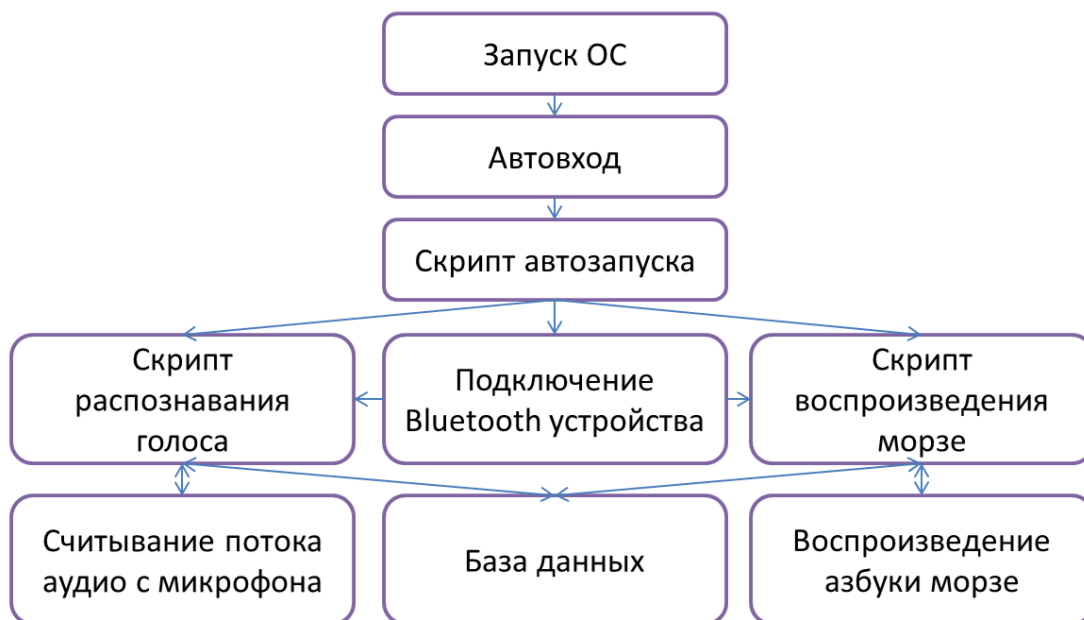 Запуск ОС
Автовход
Скрипт автозапуска
Скрипт
распознавания
голоса
Подключение
Bluetooth устройства
Скрипт
воспроизведения
морзе
Считывание потока
аудио с микрофона
База данных
Воспроизведение
азбуки морзе